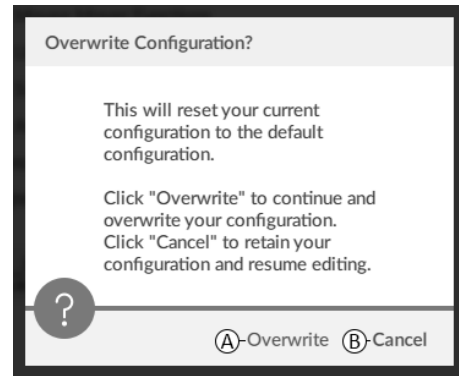 Overwrite Configuration?
This will reset your current
configuration to the default
configuration.
Click "Overwrite" to continue and
overwrite your configuration.
Click "Cancel" to retain your
configuration and resume editing.
?
Ⓐ-Overwrite Ⓑ-Cancel